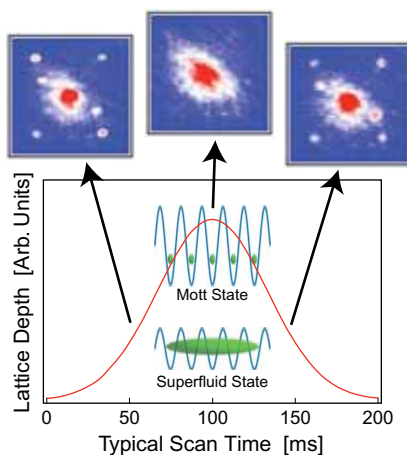 Lattice Depth [Arb. Units]
Mott State
Superfluid State
0
50
100
150
200
Typical Scan Time [ms]